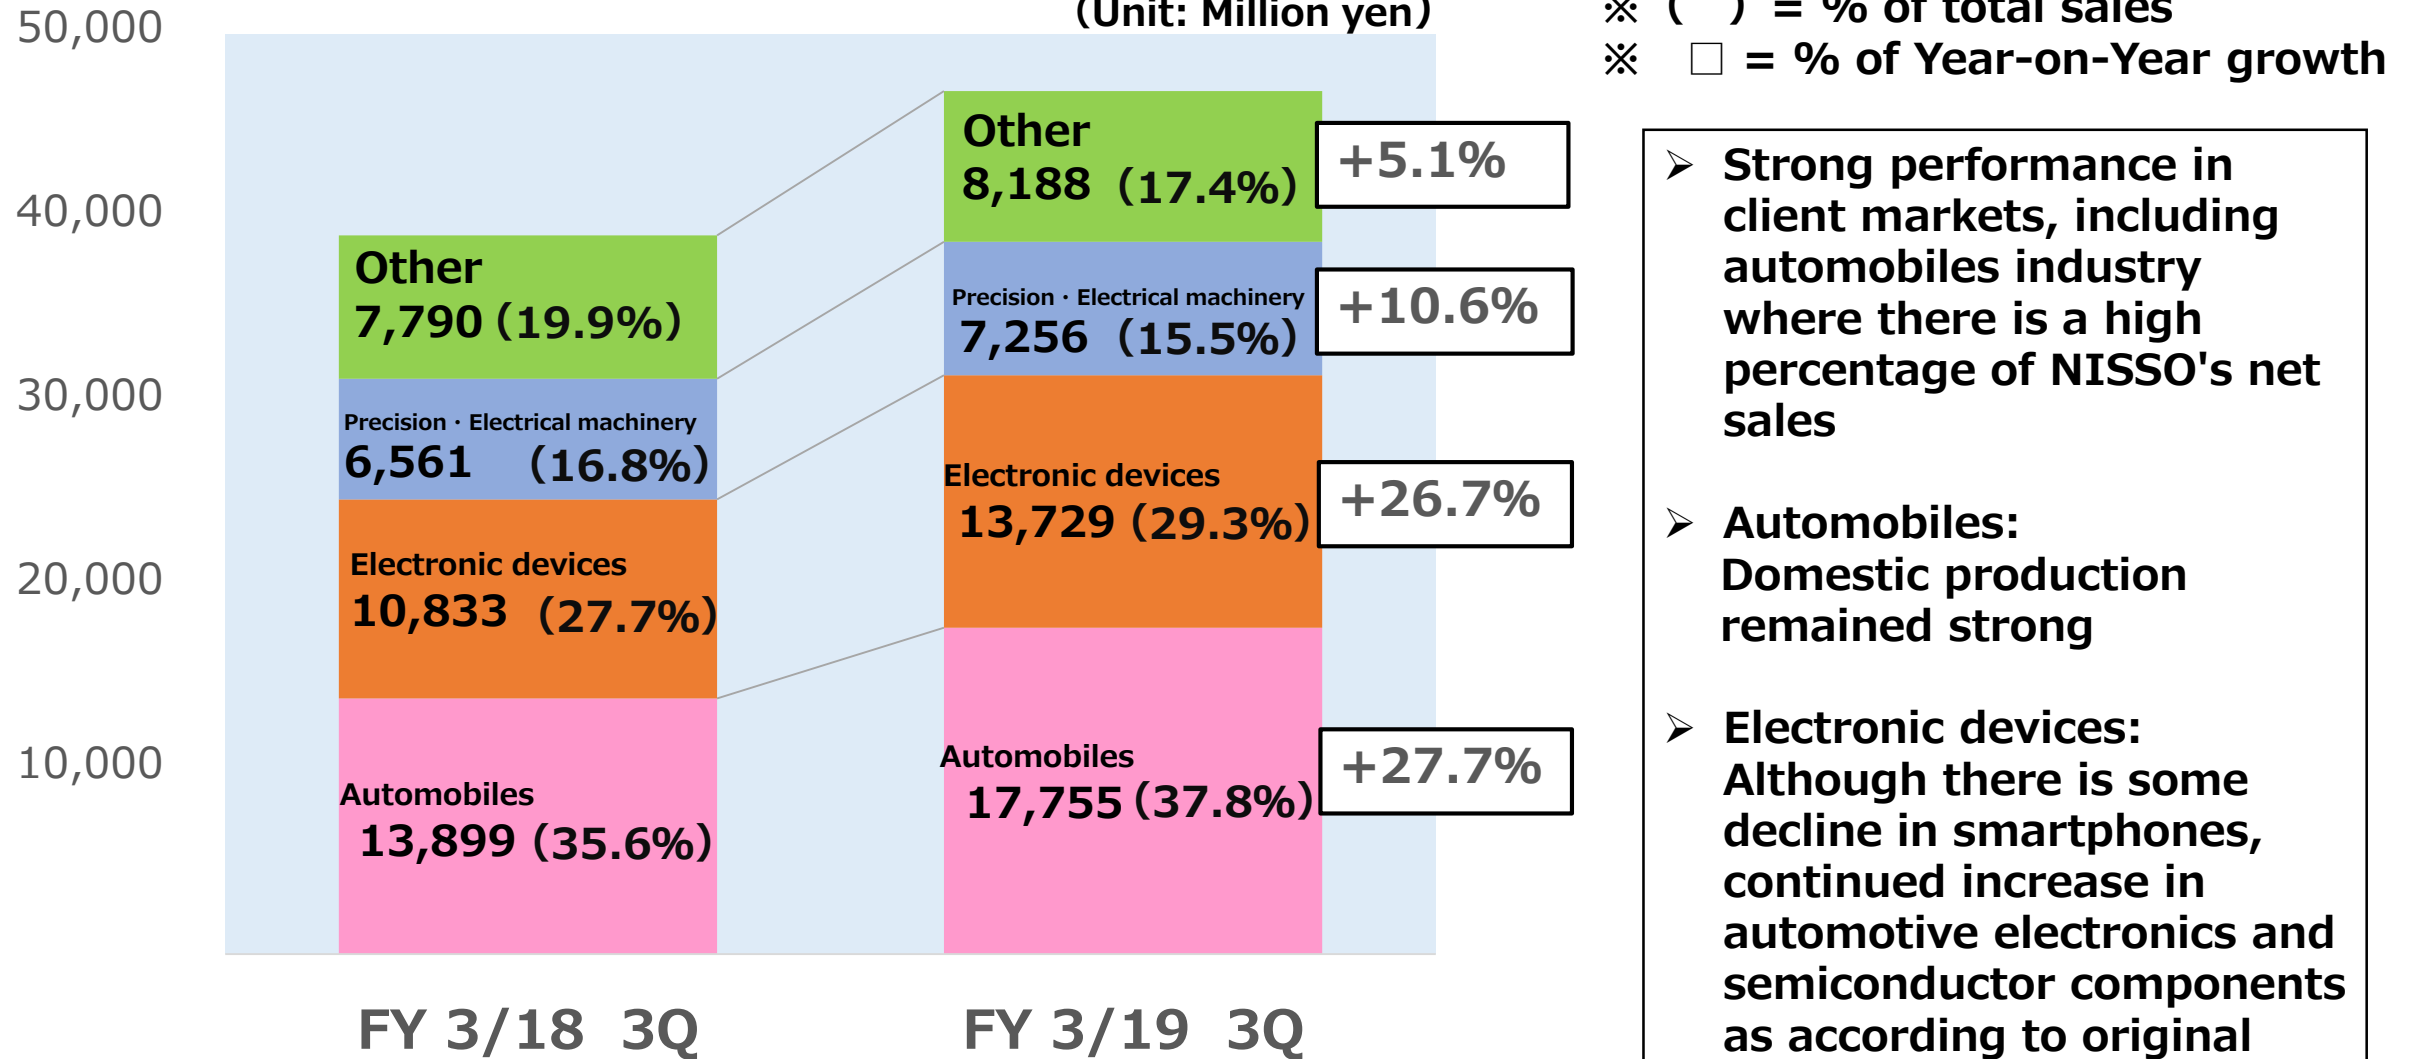 (Unit: Million yen)
50,000
40,000
30,000
20,000
10,000
Other
7,790 (19.9%)
Precision・Electrical machinery
6,561 (16.8%)
Electronic devices
10,833 (27.7%)
Automobiles
13,899 (35.6%)
FY 3/18 3Q
Other
8,188 (17.4%)
Precision・Electrical machinery
7,256 (15.5%)
Electronic devices
13,729 (29.3%)
Automobiles
17,755 (37.8%)
FY 3/19 3Q
+5.1%
+10.6%
+26.7%
+27.7%
※ ( ) = % of total sales
※ □ = % of Year-on-Year growth
➢ Strong performance in
client markets, including
automobiles industry
where there is a high
percentage of NISSO's net
sales
➢ Automobiles:
Domestic production
remained strong
➢ Electronic devices:
Although there is some
decline in smartphones,
continued increase in
automotive electronics and
semiconductor components
as according to original